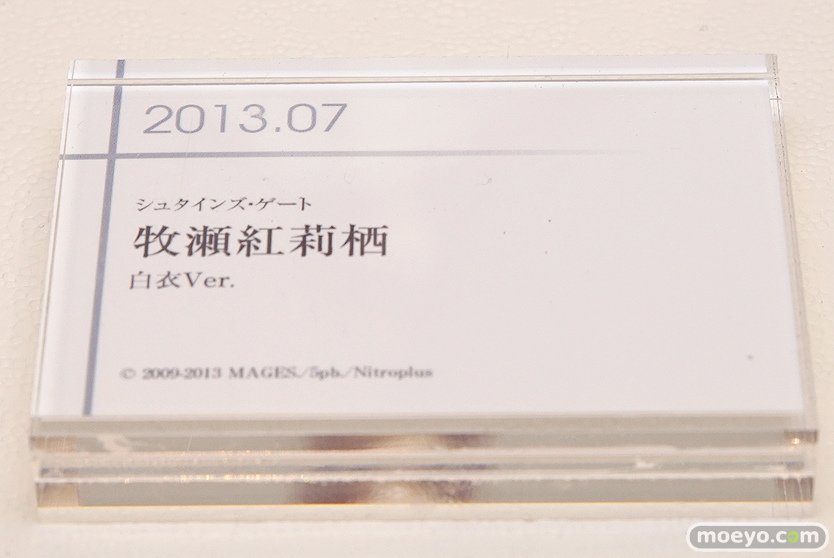 2013.07
シュタインズ・ゲート
牧瀬紅莉栖
白衣Ver.
© 2009-2013 MAGES./5pb./Nitroplus
moeyo.com